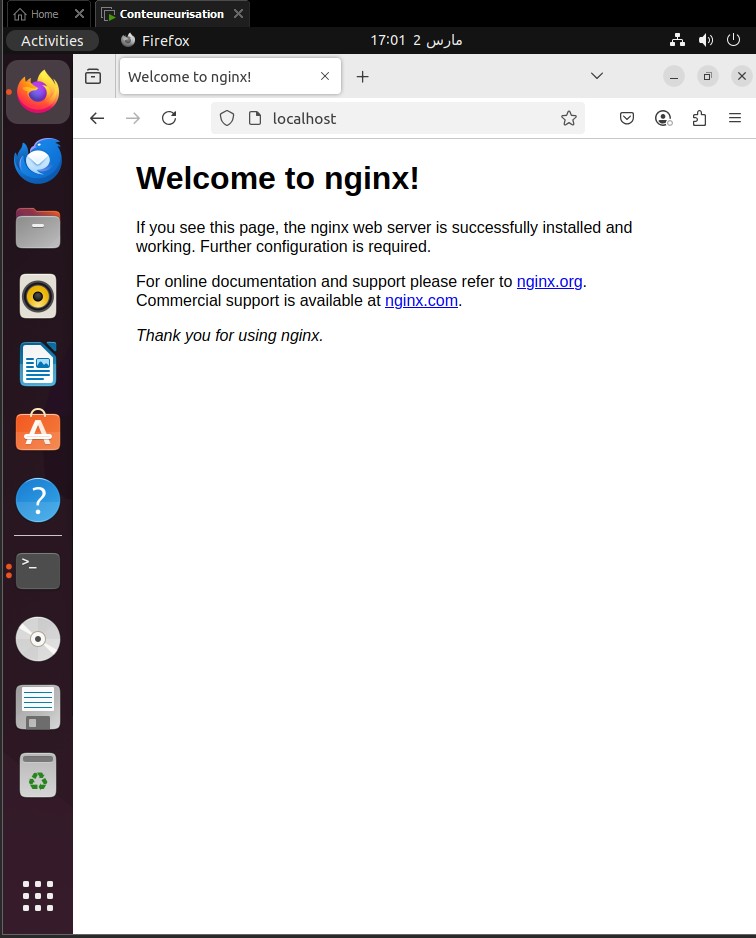 Home
Conteuneurisation
Activities
Firefox
17:01 2 مارس
Welcome to nginx!
localhost
Welcome to nginx!
If you see this page, the nginx web server is successfully installed and
working. Further configuration is required.
For online documentation and support please refer to nginx.org.
Commercial support is available at nginx.com.
Thank you for using nginx.